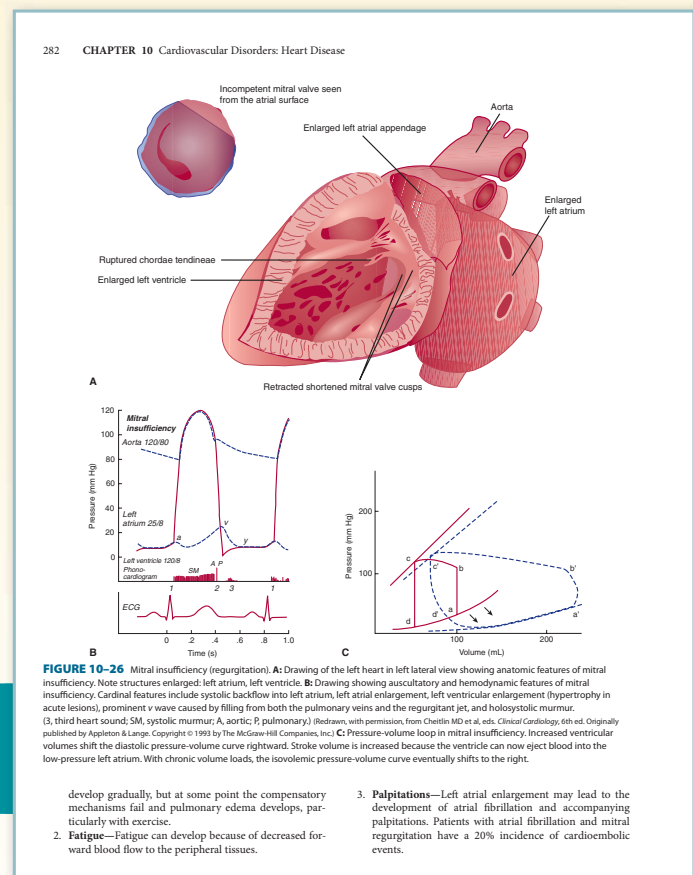 282 CHAPTER 10 Cardiovascular Disorders: Heart Disease
Incompetent mitral valve seen
from the atrial surface
Aorta
Enlarged left atrial appendage
Enlarged
left atrium
Ruptured chordae tendineae
Enlarged left ventricle
Retracted shortened mitral valve cusps
A
Pressure (mm Hg)
120
100
80
60
40
20
0
Mitral
insufficiency
Aorta 120/80
Left
atrium 25/8
a
v
y
Left ventricle 120/8
Phono-
cardiogram
SM
A P
1
2
3
1
ECG
0 .2 .4 .6 .8 1.0
Time (s)
B
Pressure (mm Hg)
200
100
c
c'
b
b'
d
d'
a
a'
100 200
Volume (mL)
C
FIGURE 10–26 Mitral insufficiency (regurgitation). A: Drawing of the left heart in left lateral view showing anatomic features of mitral
insufficiency. Note structures enlarged: left atrium, left ventricle. B: Drawing showing auscultatory and hemodynamic features of mitral
insufficiency. Cardinal features include systolic backflow into left atrium, left atrial enlargement, left ventricular enlargement (hypertrophy in
acute lesions), prominent v wave caused by filling from both the pulmonary veins and the regurgitant jet, and holosystolic murmur.
(3, third heart sound; SM, systolic murmur; A, aortic; P, pulmonary.) (Redrawn, with permission, from Cheitlin MD et al, eds. Clinical Cardiology, 6th ed. Originally
published by Appleton & Lange. Copyright © 1993 by The McGraw-Hill Companies, Inc.) C: Pressure-volume loop in mitral insufficiency. Increased ventricular
volumes shift the diastolic pressure-volume curve rightward. Stroke volume is increased because the ventricle can now eject blood into the
low-pressure left atrium. With chronic volume loads, the isovolemic pressure-volume curve eventually shifts to the right.
develop gradually, but at some point the compensatory
mechanisms fail and pulmonary edema develops, par-
ticularly with exercise.
2. Fatigue—Fatigue can develop because of decreased for-
ward blood flow to the peripheral tissues.
3. Palpitations—Left atrial enlargement may lead to the
development of atrial fibrillation and accompanying
palpitations. Patients with atrial fibrillation and mitral
regurgitation have a 20% incidence of cardioembolic
events.